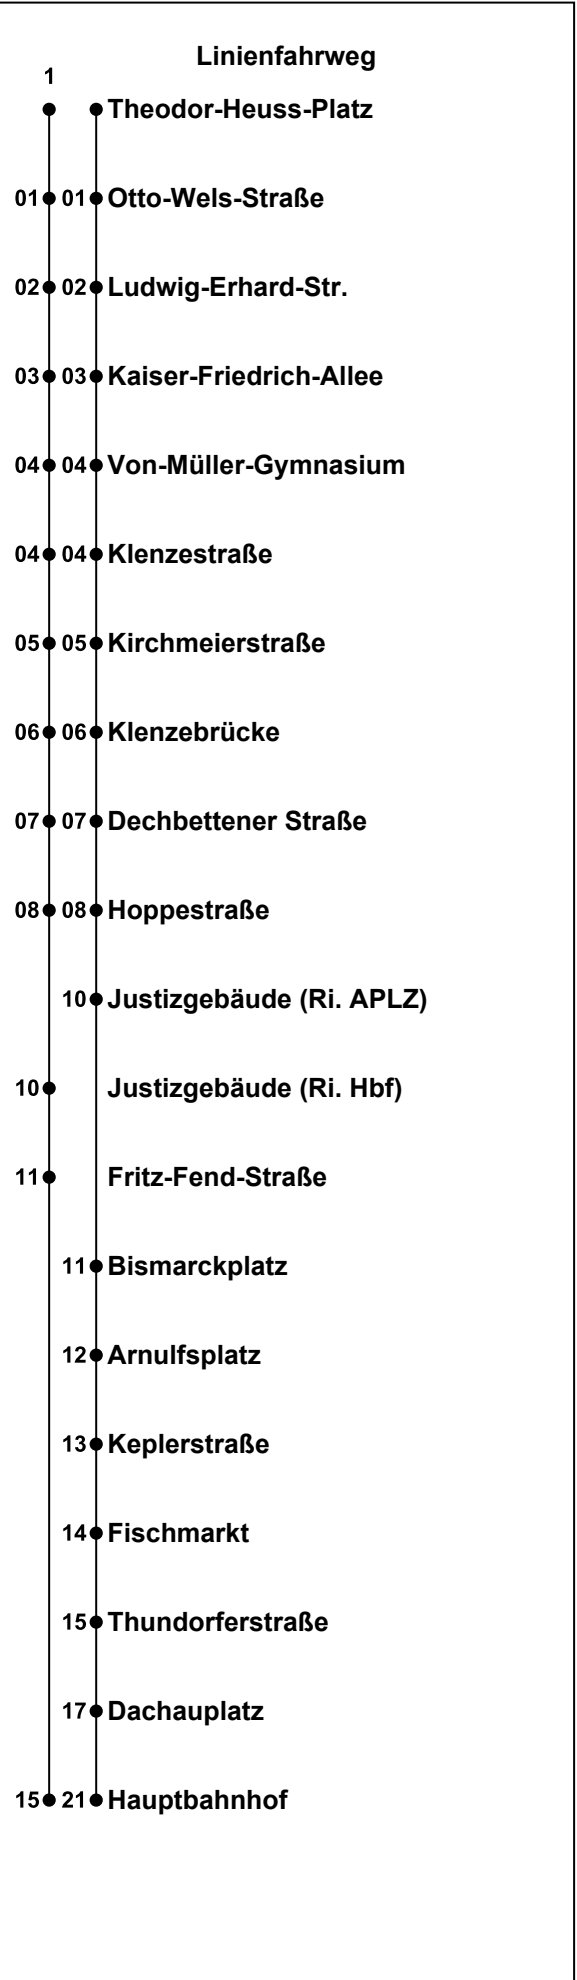 Linienfahrweg
1
Theodor-Heuss-Platz
01 01 Otto-Wels-Straße
02 02 Ludwig-Erhard-Str.
03 03 Kaiser-Friedrich-Allee
04 04 Von-Müller-Gymnasium
04 04 Klenzestraße
05 05 Kirchmeierstraße
06 06 Klenzebrücke
07 07 Dechbettener Straße
08 08 Hoppestraße
10 Justizgebäude (Ri. APLZ)
10 Justizgebäude (Ri. Hbf)
11 Fritz-Fend-Straße
11 Bismarckplatz
12 Arnulfsplatz
13 Keplerstraße
14 Fischmarkt
15 Thundorferstraße
17 Dachauplatz
15 21 Hauptbahnhof